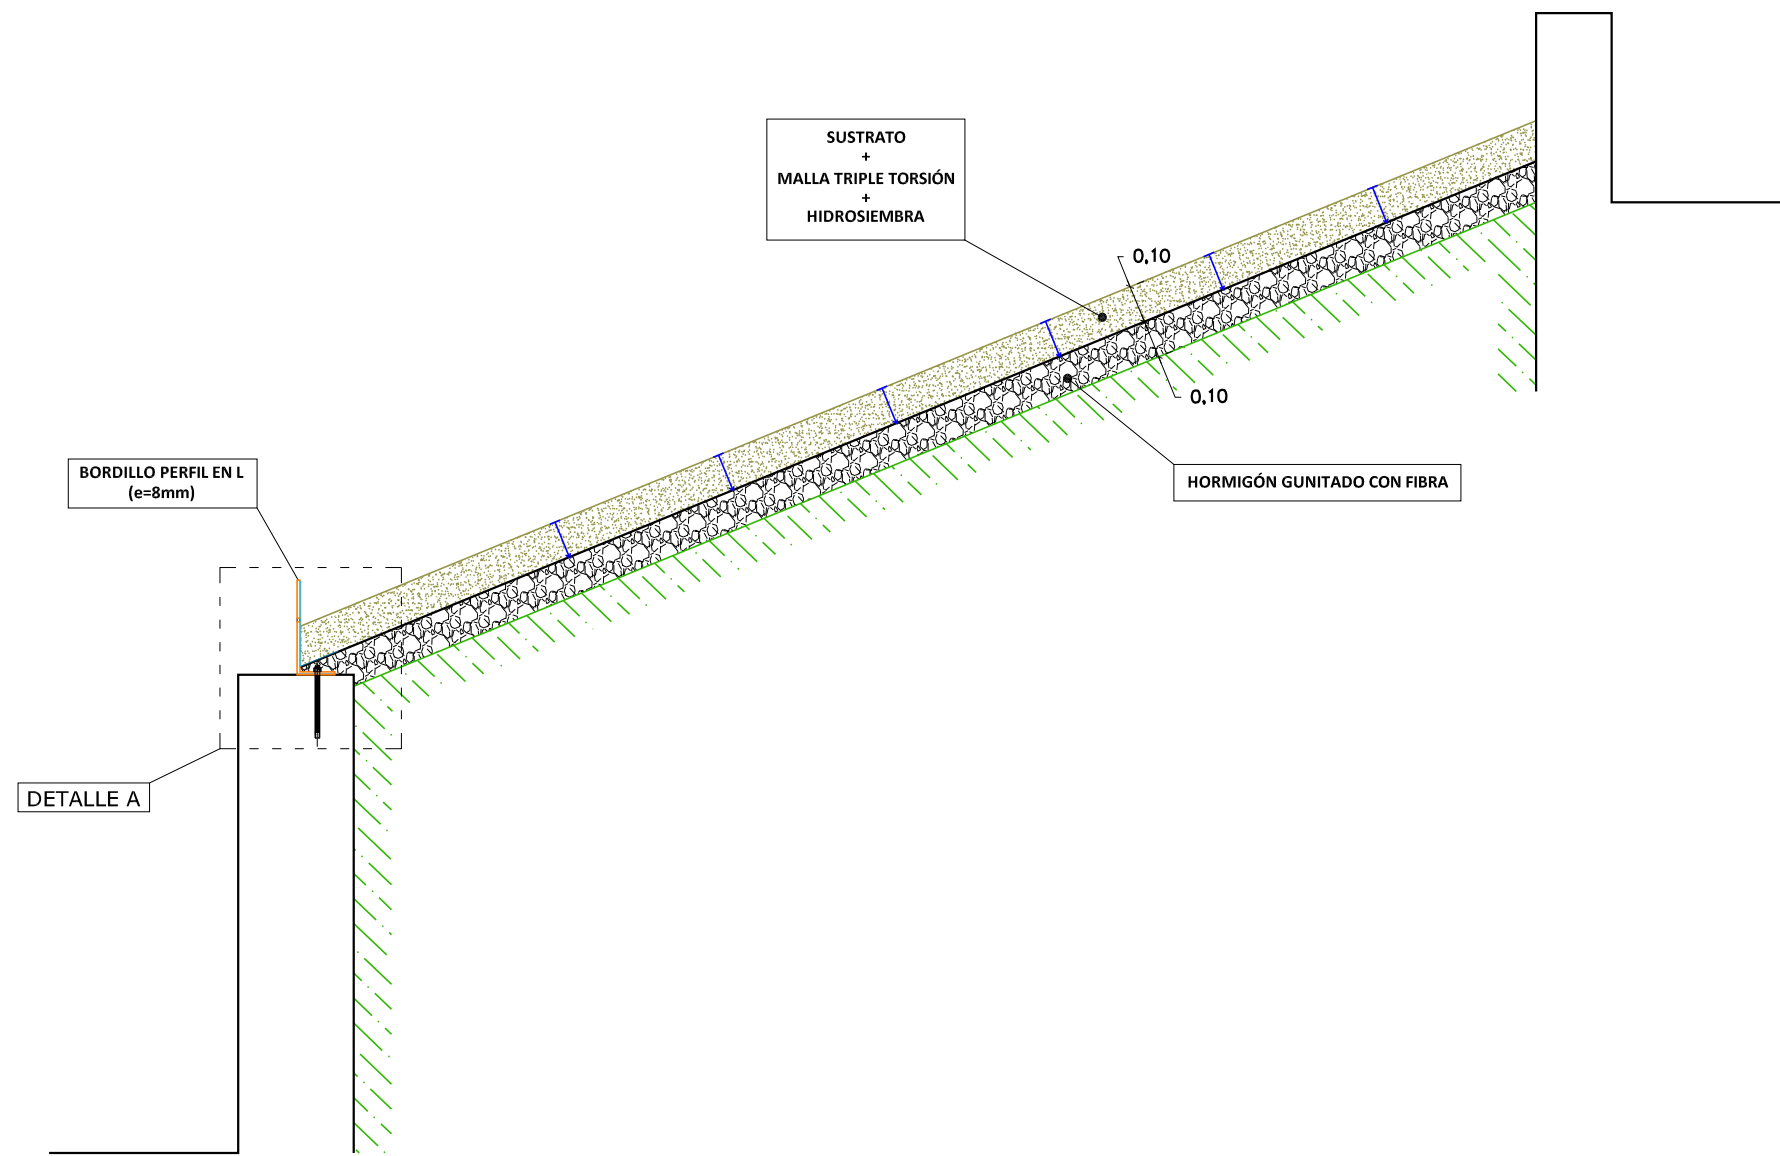 SUSTRATO
+
MALLA TRIPLE TORSIÓN
+
HIDROSIEMBRA
0,10
0,10
BORDILLO PERFIL EN L
(e=8mm)
HORMIGÓN GUNITADO CON FIBRA
DETALLE A